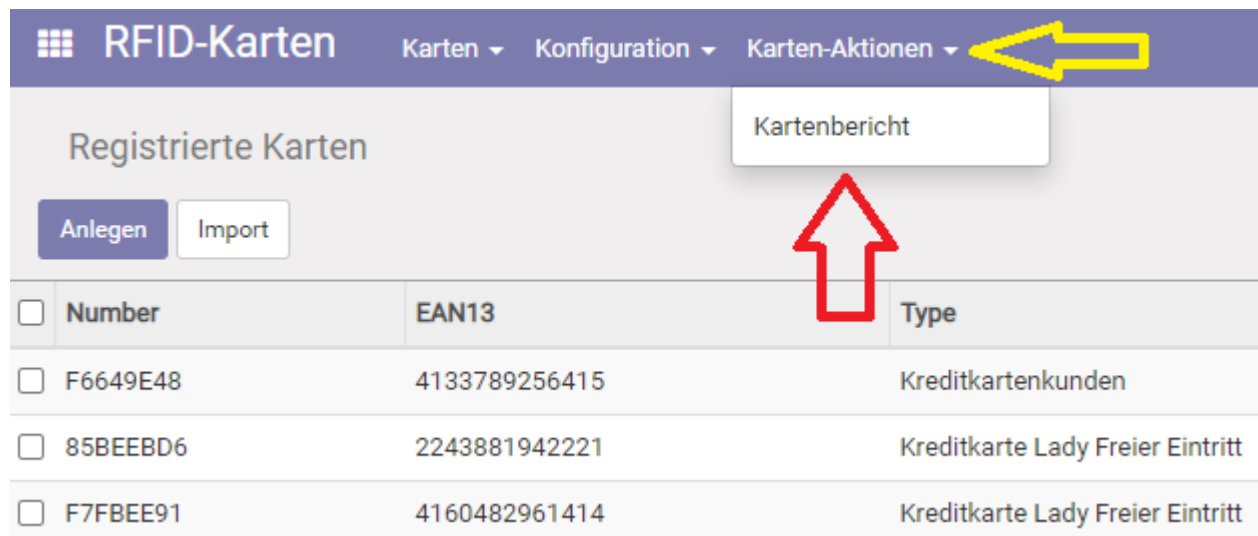 RFID-Karten Karten Konfiguration Karten-Aktionen
Kartenbericht
Registrierte Karten
Anlegen Import
Number EAN13 Type
F6649E48 4133789256415 Kreditkartenkunden
85BEEBD6 2243881942221 Kreditkarte Lady Freier Eintritt
F7FBEE91 4160482961414 Kreditkarte Lady Freier Eintritt